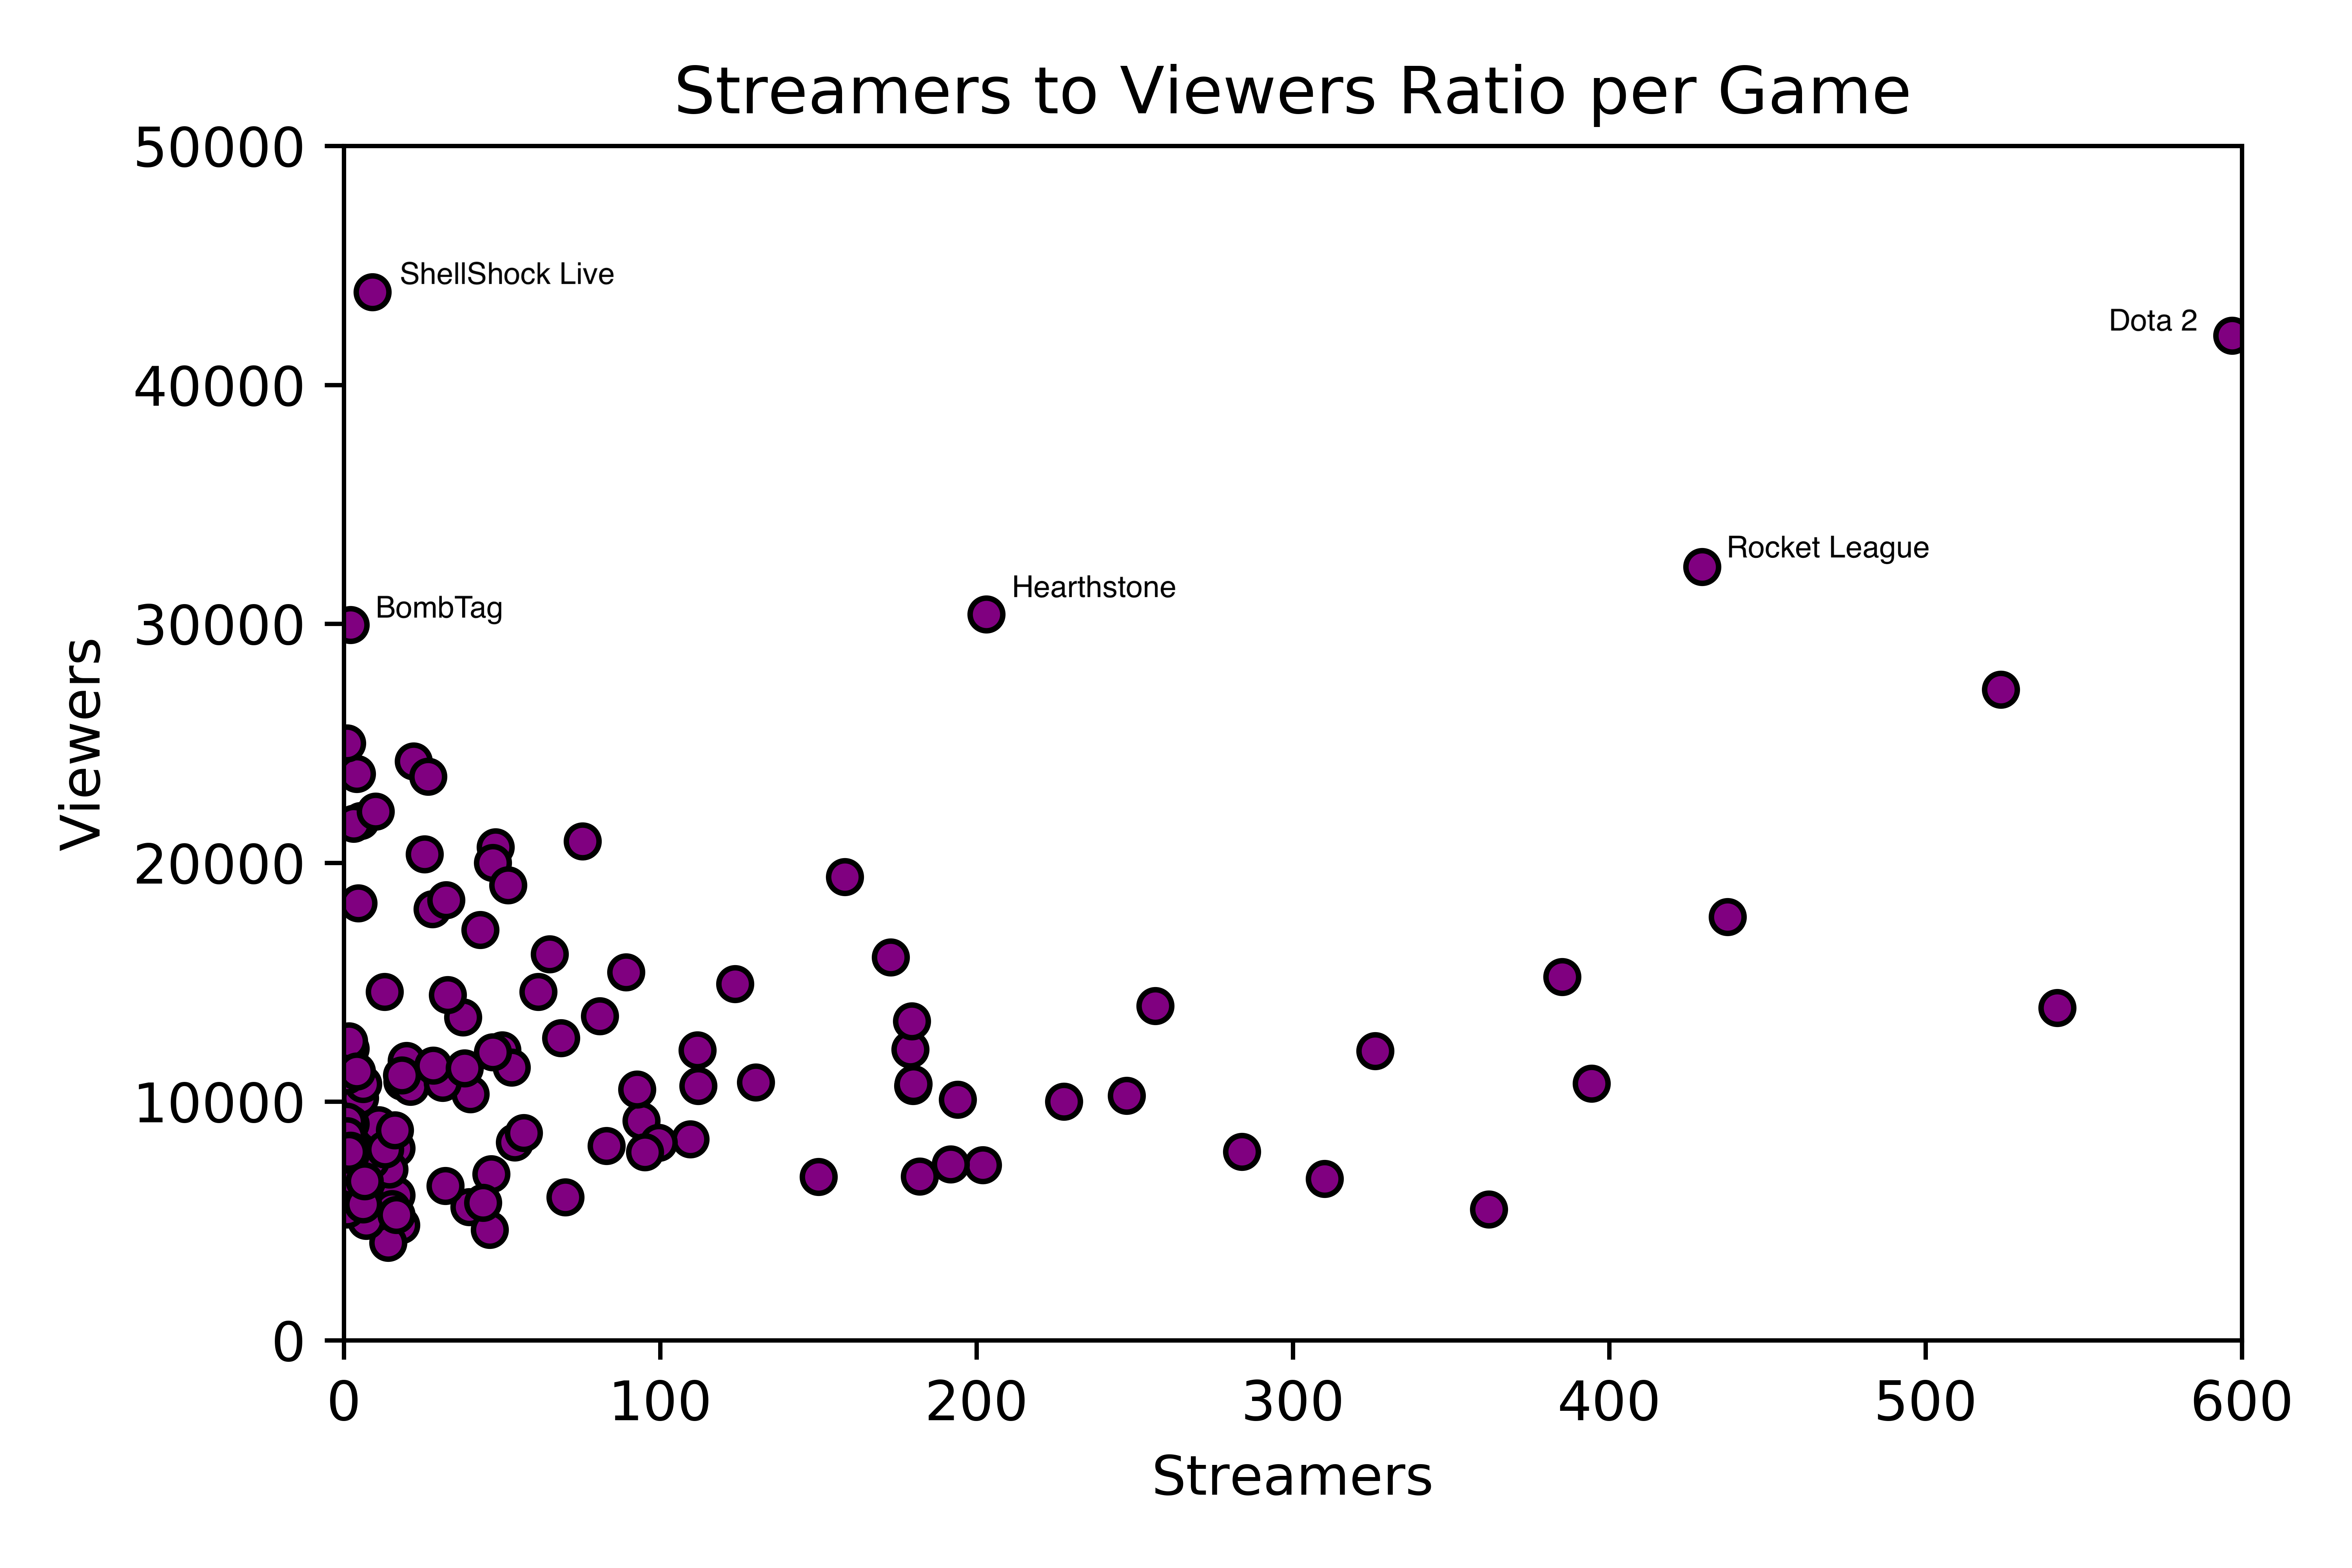 Streamers to Viewers Ratio per Game
50000
ShellShock Live
Dota 2
40000
Rocket League
Hearthstone
BombTag
30000
Viewers
20000
10000
0
0 100 200 300 400 500 600
Streamers